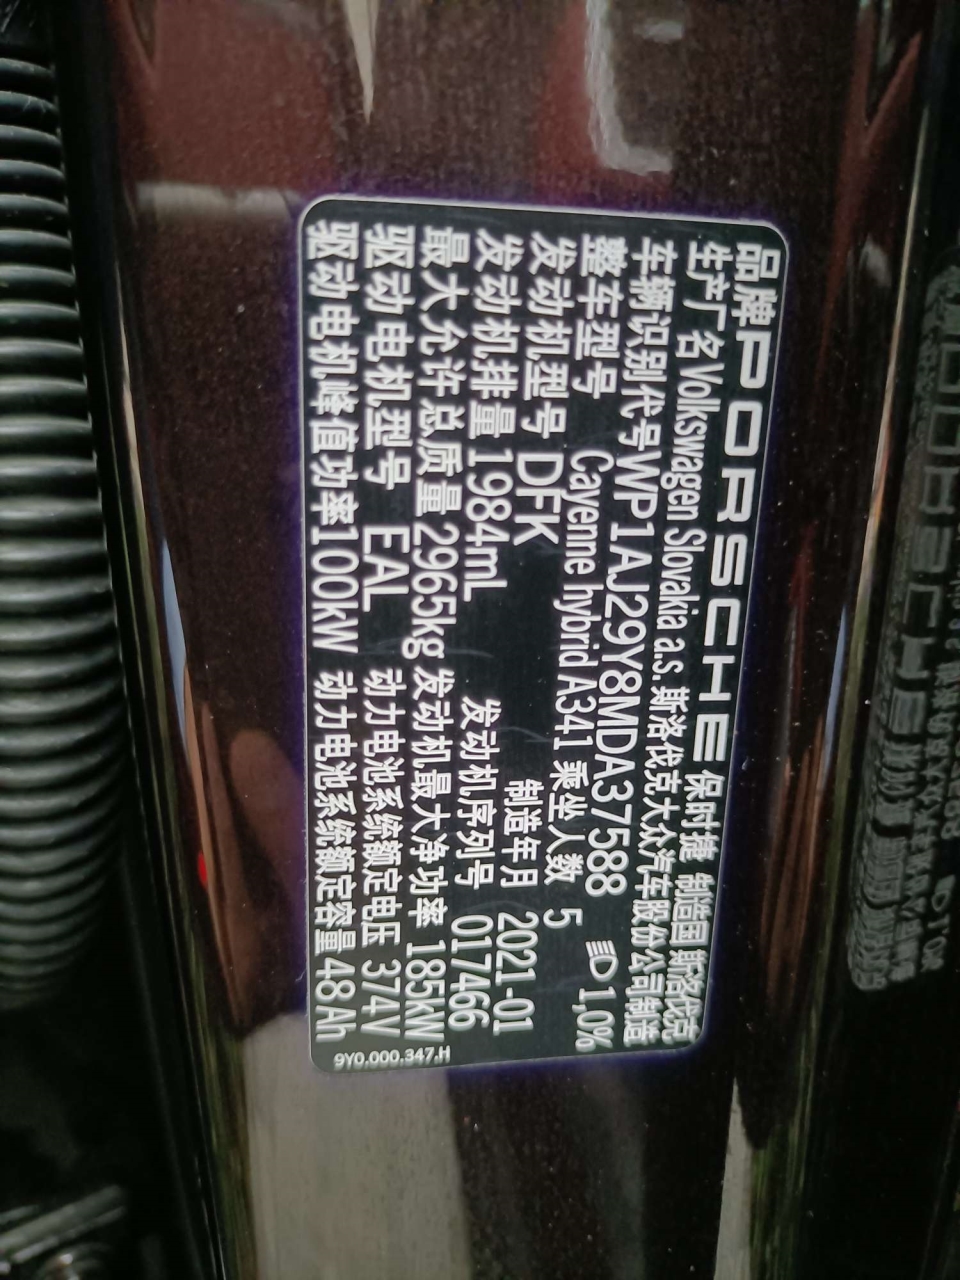 品牌 PORSCHE 保时捷 制造国 斯洛伐克
生产厂名 Volkswagen Slovakia a.s. 斯洛伐克大众汽车股份公司制造
车辆识别代号 WP1AJ29Y8MDA37588 1,0%
整车型号 Cayenne hybrid A341 乘坐人数 5
发动机型号 DFK 制造年月 2021-01
发动机排量 1984mL 发动机序列号 017466
最大允许总质量 2965kg 发动机最大净功率 185kW
驱动电机型号 EAL 动力电池系统额定电压 374V
驱动电机峰值功率 100kW 动力电池系统额定容量 48Ah
9Y0.000.347.H